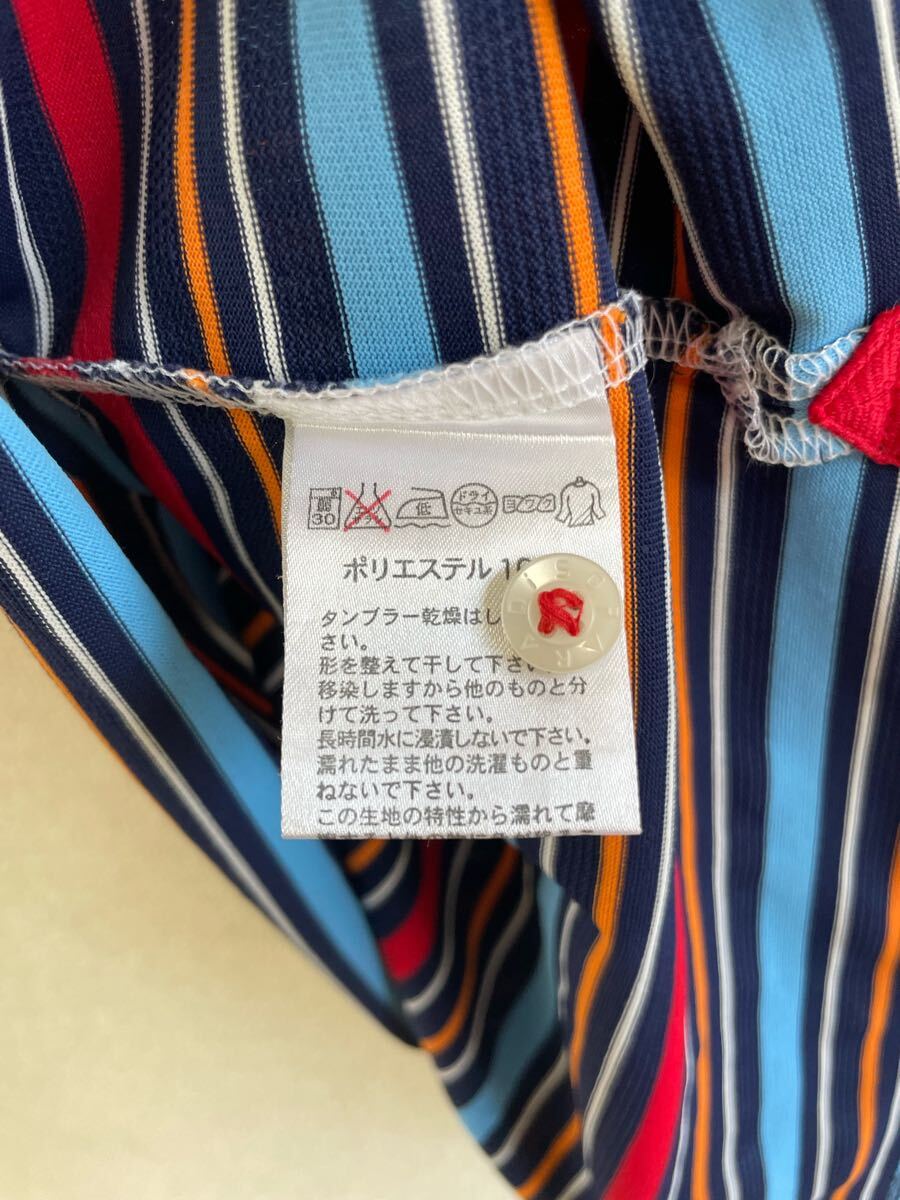 弱
30
低
ドライ
セキユ系
ポリエステル 10
タンブラー乾燥はし
さい。
形を整えて干して下さい
移染しますから他のものと分
けて洗って下さい。
長時間水に浸漬しないで下さい。
濡れたまま他の洗濯ものと重
ねないで下さい。
この生地の特性から濡れて摩